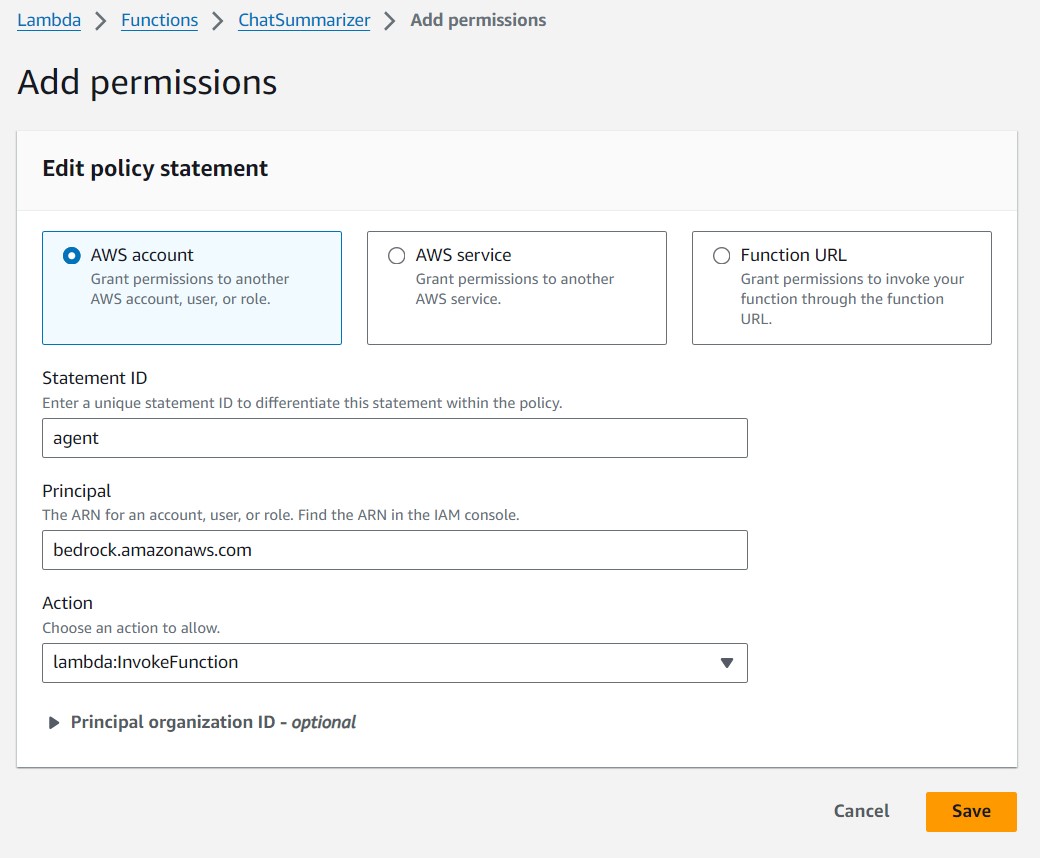 Lambda > Functions > ChatSummarizer > Add permissions
Add permissions
Edit policy statement
AWS account
Grant permissions to another
AWS account, user, or role.
AWS service
Grant permissions to another
AWS service.
Function URL
Grant permissions to invoke your
function through the function
URL.
Statement ID
Enter a unique statement ID to differentiate this statement within the policy.
agent
Principal
The ARN for an account, user, or role. Find the ARN in the IAM console.
bedrock.amazonaws.com
Action
Choose an action to allow.
lambda:InvokeFunction
Principal organization ID - optional
Cancel
Save